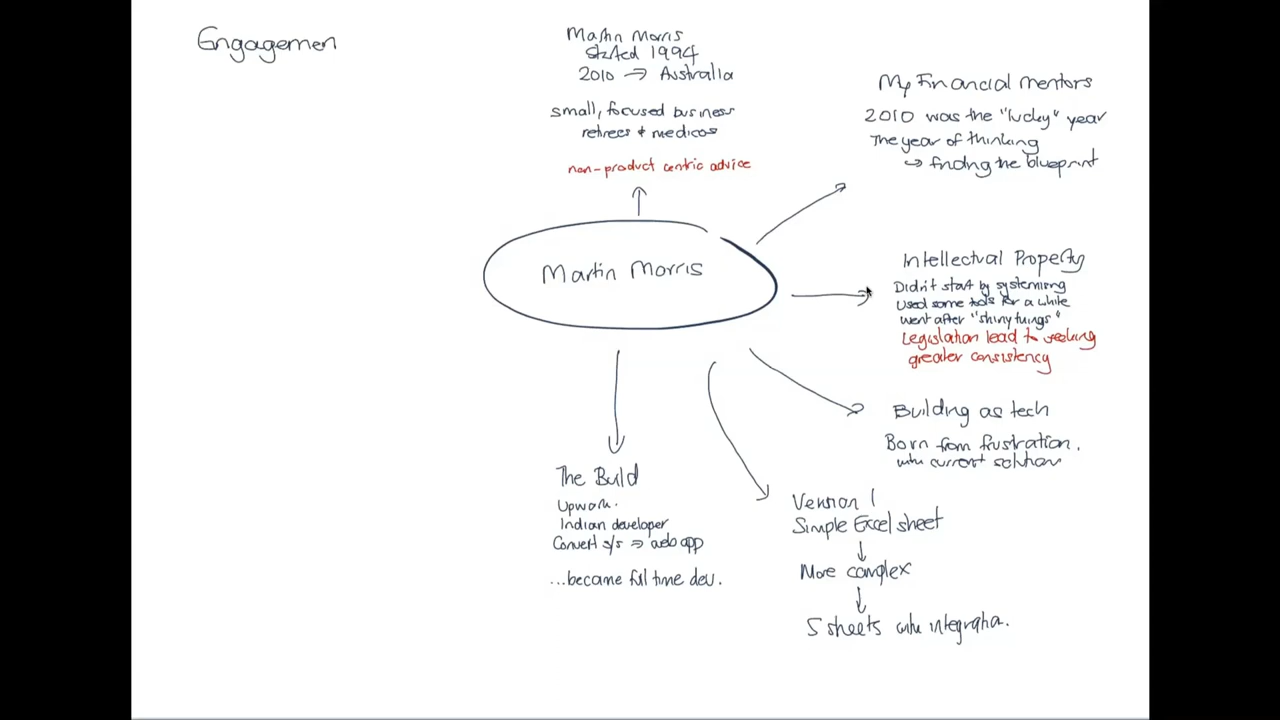 Engagemen
Martin Morris
started 1994
2010 → Australia
small, focused business
retirees + medicos
non-product centric advice
My Financial mentors
2010 was the "lucky" year
The year of thinking
↳ finding the blueprint
Martin Morris
Intellectual Property
Didn't start by systemising
Used some tools for a while
went after "shiny things"
Legislation lead to seeking
greater consistency
Building as tech
Born from frustration.
with current solution
The Build
Upwork.
Indian developer
Convert s/s ⇒ web app
...became full time dev.
Version 1
Simple Excel sheet
↓
More complex
↓
5 sheets with integration.